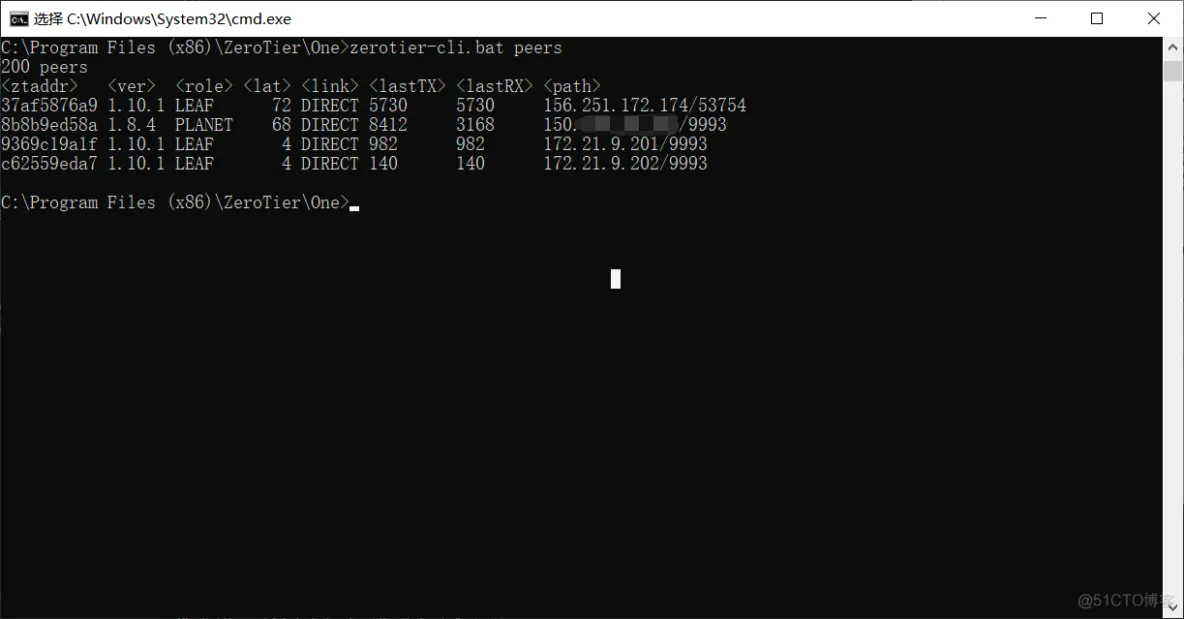 选择 C:\Windows\System32\cmd.exe
C:\Program Files (x86)\ZeroTier\One>zerotier-cli.bat peers
200 peers
<ztaddr>   <ver>  <role> <lat> <link> <lastTX> <lastRX> <path>
37af5876a9 1.10.1 LEAF      72 DIRECT 5730     5730     156.251.172.174/53754
8b8b9ed58a 1.8.4  PLANET    68 DIRECT 8412     3168     150./9993
9369c19a1f 1.10.1 LEAF       4 DIRECT 982      982      172.21.9.201/9993
c62559eda7 1.10.1 LEAF       4 DIRECT 140      140      172.21.9.202/9993
C:\Program Files (x86)\ZeroTier\One>
@51CTO博客